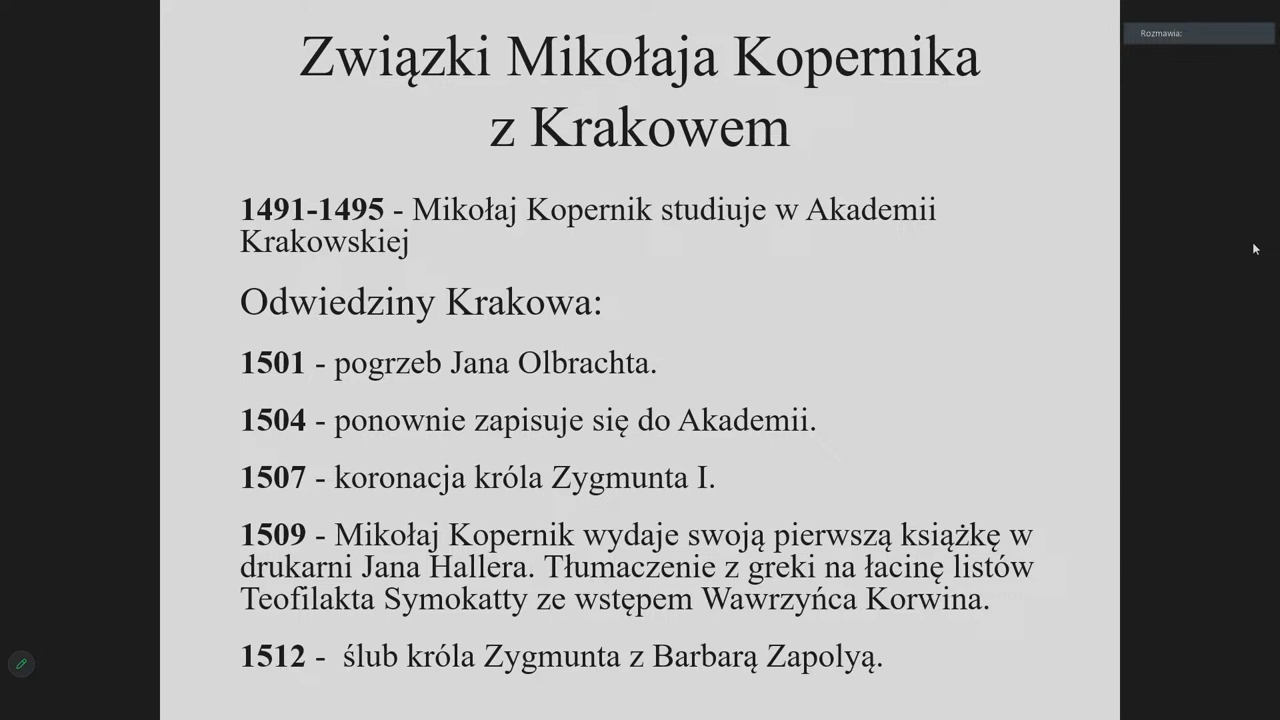 Związki Mikołaja Kopernika
z Krakowem
1491-1495 - Mikołaj Kopernik studiuje w Akademii
Krakowskiej
Odwiedziny Krakowa:
1501 - pogrzeb Jana Olbrachta.
1504 - ponownie zapisuje się do Akademii.
1507 - koronacja króla Zygmunta I.
1509 - Mikołaj Kopernik wydaje swoją pierwszą książkę w
drukarni Jana Hallera. Tłumaczenie z greki na łacinę listów
Teofilakta Symokatty ze wstępem Wawrzyńca Korwina.
1512 - ślub króla Zygmunta z Barbarą Zapolyą.
Rozmawia: